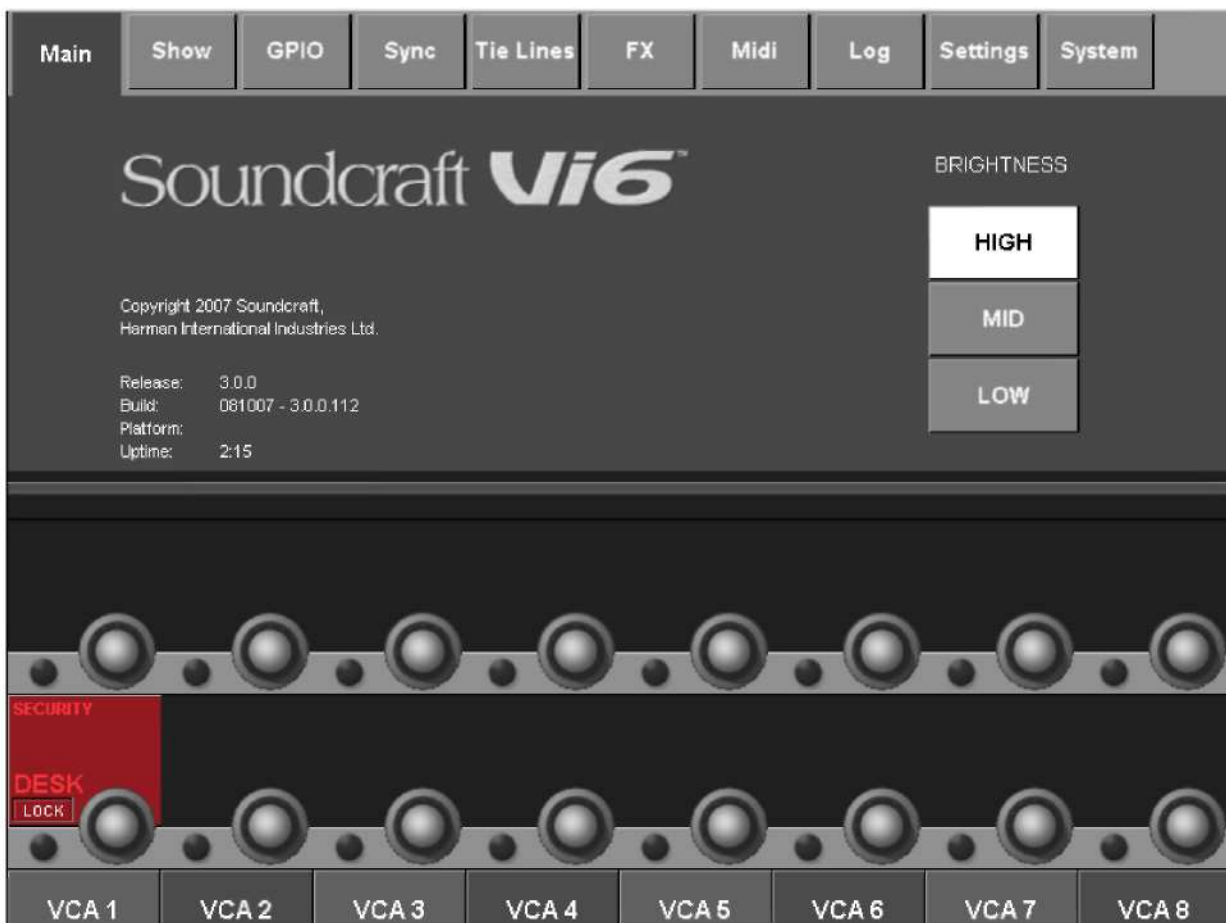 Main Show GPIO Sync Tie Lines FX Midi Log Settings System
Soundcraft Vi6™
BRIGHTNESS
HIGH
MID
LOW
Copyright 2007 Soundcraft,
Harman International Industries Ltd.
Release: 3.0.0
Build: 081007 - 3.0.0.112
Platform:
Uptime: 2:15
SECURITY
DESK
LOCK
VCA 1 VCA 2 VCA 3 VCA 4 VCA 5 VCA 6 VCA 7 VCA 8